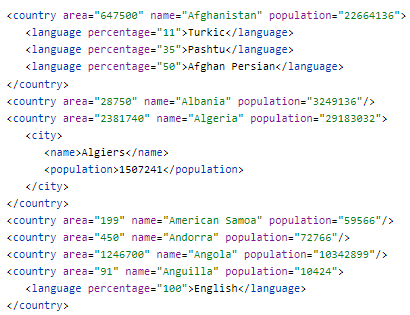 <country area="647500" name="Afghanistan" population="22664136">
<language percentage="11">Turkic</language>
<language percentage="35">Pashtu</language>
<language percentage="50">Afghan Persian</language>
</country>
<country area="28750" name="Albania" population="3249136"/>
<country area="2381740" name="Algeria" population="29183032">
<city>
<name>Algiers</name>
<population>1507241</population>
</city>
</country>
<country area="199" name="American Samoa" population="59566"/>
<country area="450" name="Andorra" population="72766"/>
<country area="1246700" name="Angola" population="10342899"/>
<country area="91" name="Anguilla" population="10424">
<language percentage="100">English</language>
</country>